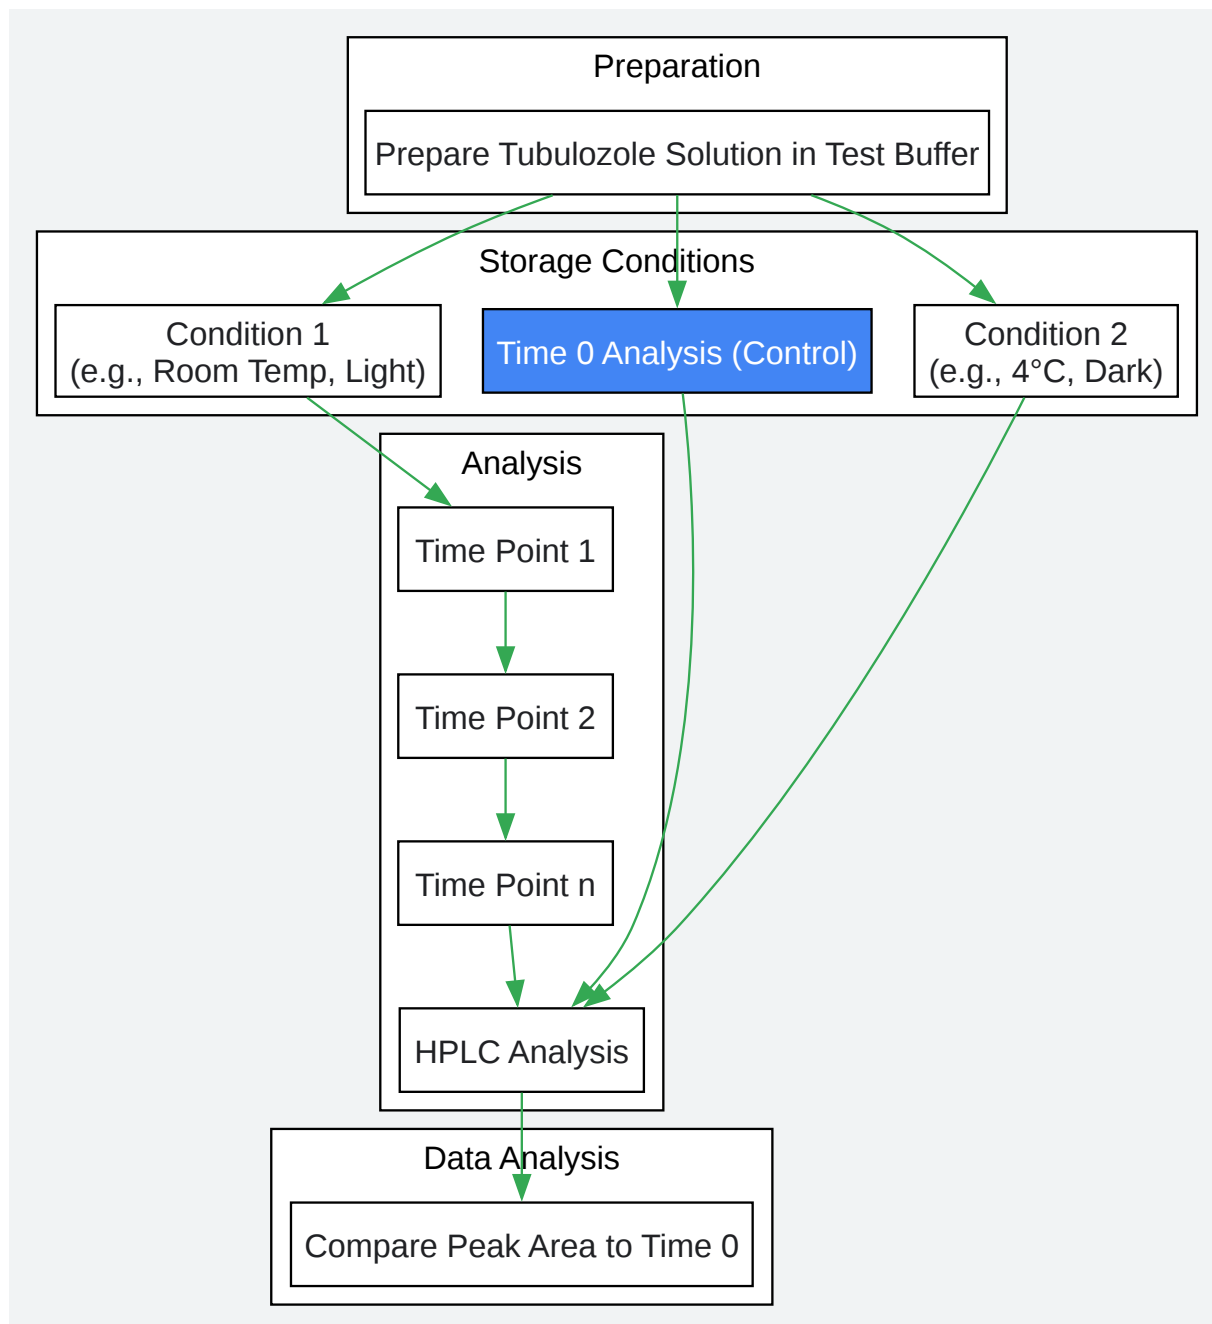 Preparation
Prepare Tubulozole Solution in Test Buffer
Storage Conditions
Condition 1
(e.g., Room Temp, Light)
Time 0 Analysis (Control)
Condition 2
(e.g., 4°C, Dark)
Analysis
Time Point 1
Time Point 2
Time Point n
HPLC Analysis
Data Analysis
Compare Peak Area to Time 0